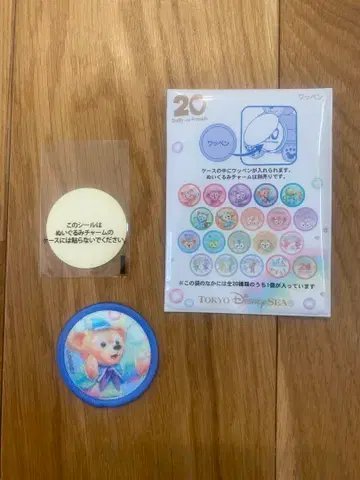 20
Duffy and Friends
ワッペン
ワッペン
ケースの中にワッペンが入れられます。
ぬいぐるみチャームは別売りです。
※この袋のなかには全20種類のうち1個が入っています
TOKYO DISNEY SEA
このシールは
ぬいぐるみチャームの
ケースには貼らないでください